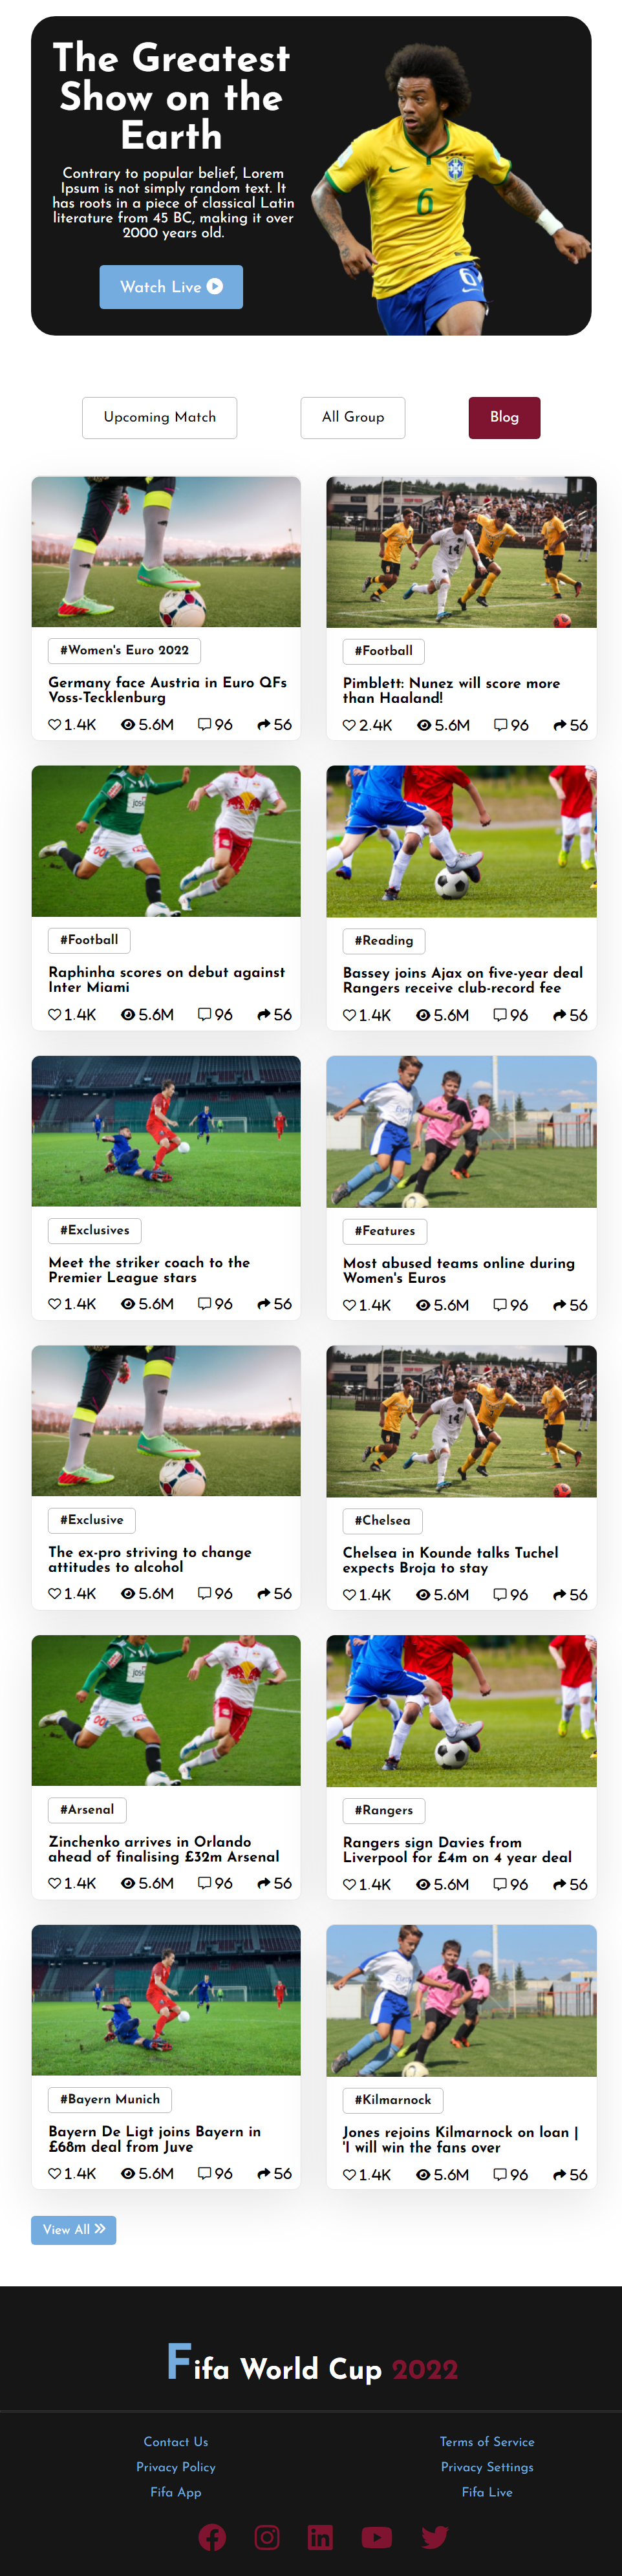 The Greatest
Show on the
Earth
Contrary to popular belief, Lorem
Ipsum is not simply random text. It
has roots in a piece of classical Latin
literature from 45 BC, making it over
2000 years old.
Watch Live
6
6
Upcoming Match
All Group
Blog
14
#Women's Euro 2022
Germany face Austria in Euro QFs
Voss-Tecklenburg
1.4K 5.6M 96 56
#Football
Pimblett: Nunez will score more
than Haaland!
2.4K 5.6M 96 56
#Football
Raphinha scores on debut against
Inter Miami
1.4K 5.6M 96 56
#Reading
Bassey joins Ajax on five-year deal
Rangers receive club-record fee
1.4K 5.6M 96 56
#Exclusives
Meet the striker coach to the
Premier League stars
1.4K 5.6M 96 56
#Features
Most abused teams online during
Women's Euros
1.4K 5.6M 96 56
14
#Exclusive
The ex-pro striving to change
attitudes to alcohol
1.4K 5.6M 96 56
#Chelsea
Chelsea in Kounde talks Tuchel
expects Broja to stay
1.4K 5.6M 96 56
#Arsenal
Zinchenko arrives in Orlando
ahead of finalising £32m Arsenal
1.4K 5.6M 96 56
#Rangers
Rangers sign Davies from
Liverpool for £4m on 4 year deal
1.4K 5.6M 96 56
#Bayern Munich
Bayern De Ligt joins Bayern in
£68m deal from Juve
1.4K 5.6M 96 56
#Kilmarnock
Jones rejoins Kilmarnock on loan |
'I will win the fans over
1.4K 5.6M 96 56
View All
Fifa World Cup 2022
Contact Us
Privacy Policy
Fifa App
Terms of Service
Privacy Settings
Fifa Live